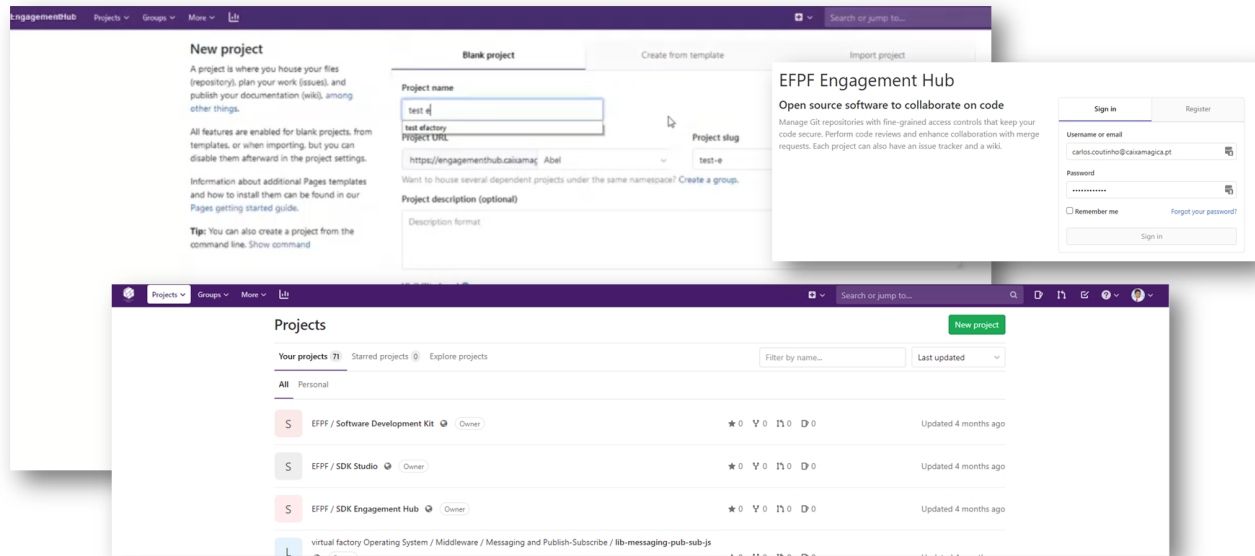 EngagementHub Projects Groups More Search or jump to...
New project
A project is where you house your files
(repository), plan your work (issues), and
publish your documentation (wiki), among
other things.
All features are enabled for blank projects, from
templates, or when importing, but you can
disable them afterward in the project settings.
Information about additional Pages templates
and how to install them can be found in our
Pages getting started guide.
Tip: You can also create a project from the
command line. Show command
Blank project Create from template Import project
Project name
test e
test efactory
Project URL Project slug
https://engagementhub.caixamag Abel test-e
Want to house several dependent projects under the same namespace? Create a group.
Project description (optional)
Description format
EFPF Engagement Hub
Open source software to collaborate on code
Manage Git repositories with fine-grained access controls that keep your
code secure. Perform code reviews and enhance collaboration with merge
requests. Each project can also have an issue tracker and a wiki.
Sign in Register
Username or email
carlos.coutinho@caixamagica.pt
Password
Remember me Forgot your password?
Sign in
Projects Groups More Search or jump to...
Projects New project
Your projects 71 Starred projects 0 Explore projects Filter by name... Last updated
All Personal
S EFPF / Software Development Kit Owner 0 0 0 0 Updated 4 months ago
S EFPF / SDK Studio Owner 0 0 0 0 Updated 4 months ago
S EFPF / SDK Engagement Hub Owner 0 0 0 0 Updated 4 months ago
L virtual factory Operating System / Middleware / Messaging and Publish-Subscribe / lib-messaging-pub-sub-js